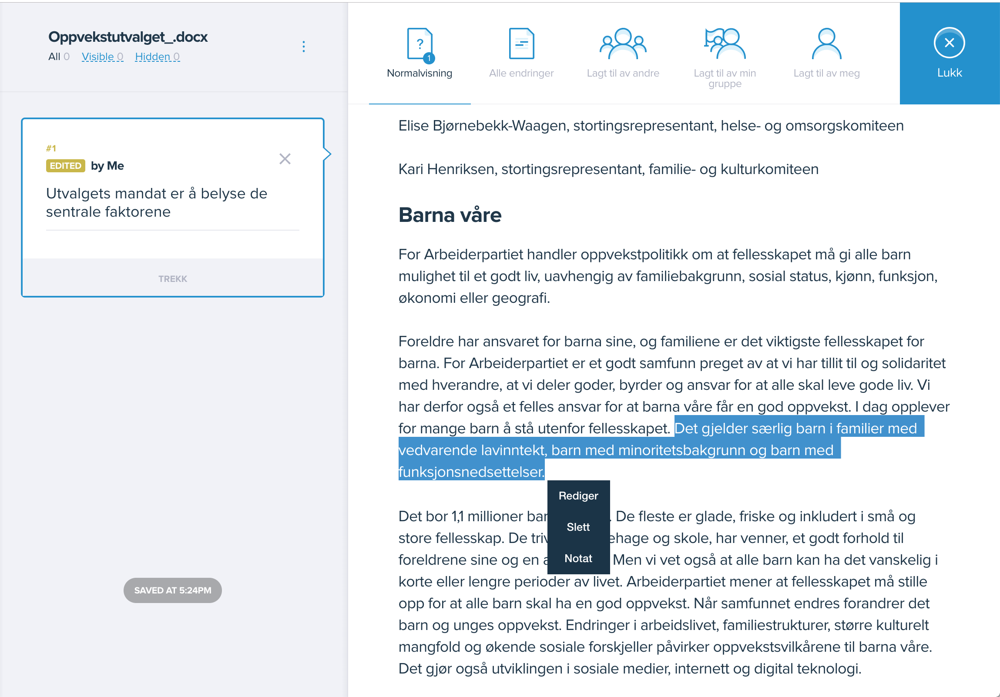 Oppvekstutvalget_.docx
All 0 Visible 0 Hidden 0
#1
EDITED by Me
Utvalgets mandat er å belyse de
sentrale faktorene
TREKK
SAVED AT 5:24PM
?
1
Normalvisning
Alle endringer
Lagt til av andre
Lagt til av min
gruppe
Lagt til av meg
Lukk
Elise Bjørnebekk-Waagen, stortingsrepresentant, helse- og omsorgskomiteen
Kari Henriksen, stortingsrepresentant, familie- og kulturkomiteen
Barna våre
For Arbeiderpartiet handler oppvekstpolitikk om at fellesskapet må gi alle barn
mulighet til et godt liv, uavhengig av familiebakgrunn, sosial status, kjønn, funksjon,
økonomi eller geografi.
Foreldre har ansvaret for barna sine, og familiene er det viktigste fellesskapet for
barna. For Arbeiderpartiet er et godt samfunn preget av at vi har tillit til og solidaritet
med hverandre, at vi deler goder, byrder og ansvar for at alle skal leve gode liv. Vi
har derfor også et felles ansvar for at barna våre får en god oppvekst. I dag opplever
for mange barn å stå utenfor fellesskapet. Det gjelder særlig barn i familier med
vedvarende lavinntekt, barn med minoritetsbakgrunn og barn med
funksjonsnedsettelser.
Rediger
Slett
Notat
Det bor 1,1 millioner bar . De fleste er glade, friske og inkludert i små og
store fellesskap. De triv ehage og skole, har venner, et godt forhold til
foreldrene sine og en a Men vi vet også at alle barn kan ha det vanskelig i
korte eller lengre perioder av livet. Arbeiderpartiet mener at fellesskapet må stille
opp for at alle barn skal ha en god oppvekst. Når samfunnet endres forandrer det
barn og unges oppvekst. Endringer i arbeidslivet, familiestrukturer, større kulturelt
mangfold og økende sosiale forskjeller påvirker oppvekstsvilkårene til barna våre.
Det gjør også utviklingen i sosiale medier, internett og digital teknologi.